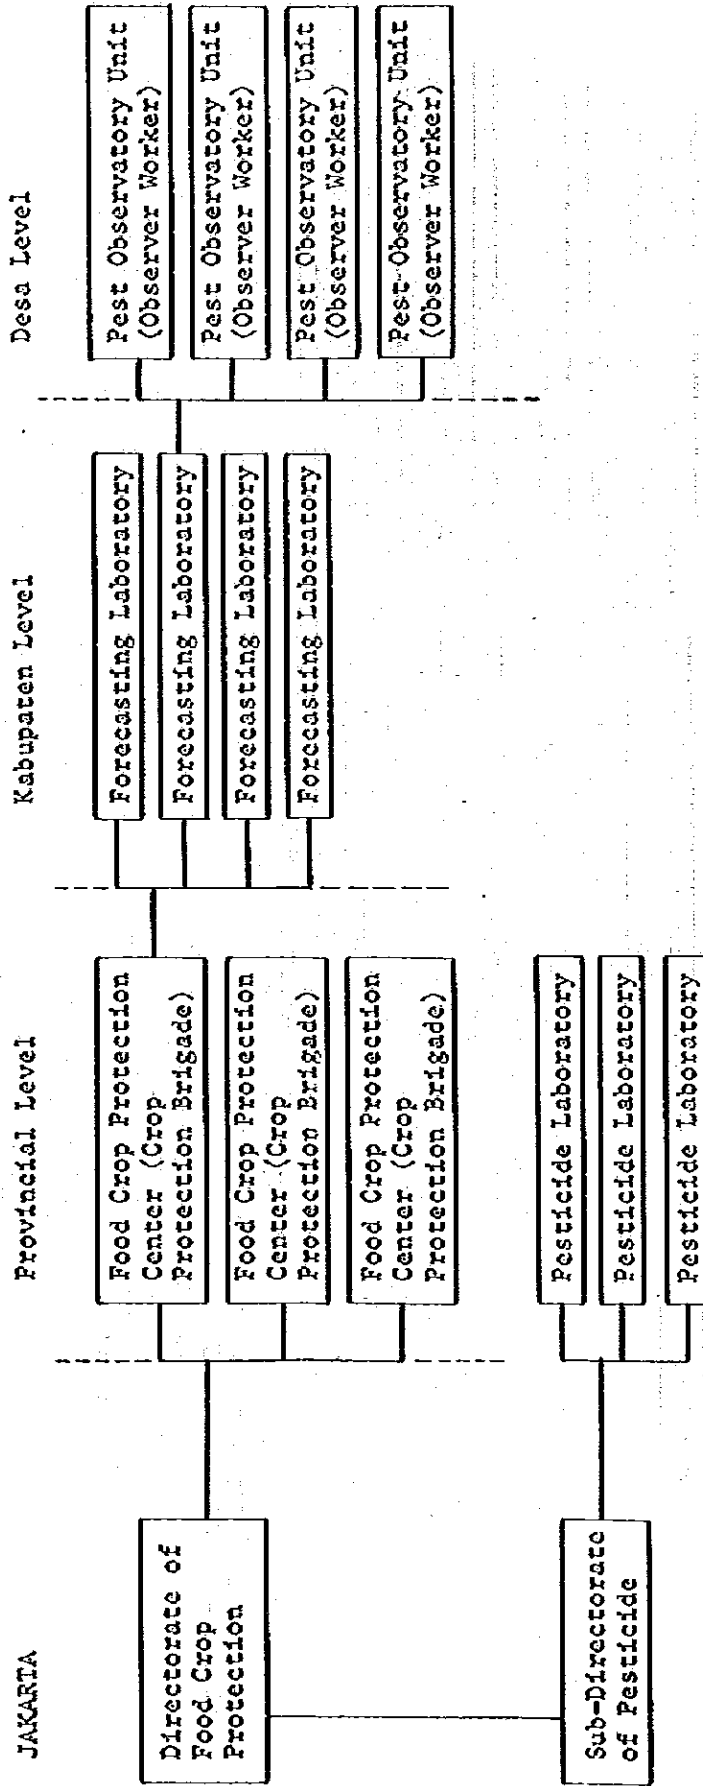 JAKARTA
Directorate of
Food Crop
Protection
Sub-Directorate
of Pesticide
Provincial Level
Food Crop Protection
Center (Crop
Protection Brigade)
Food Crop Protection
Center (Crop
Protection Brigade)
Food Crop Protection
Center (Crop
Protection Brigade)
Pesticide Laboratory
Pesticide Laboratory
Pesticide Laboratory
Kabupaten Level
Forecasting Laboratory
Forecasting Laboratory
Forecasting Laboratory
Forecasting Laboratory
Desa Level
Pest Observatory Unit
(Observer Worker)
Pest Observatory Unit
(Observer Worker)
Pest Observatory Unit
(Observer Worker)
Pest Observatory Unit
(Observer Worker)